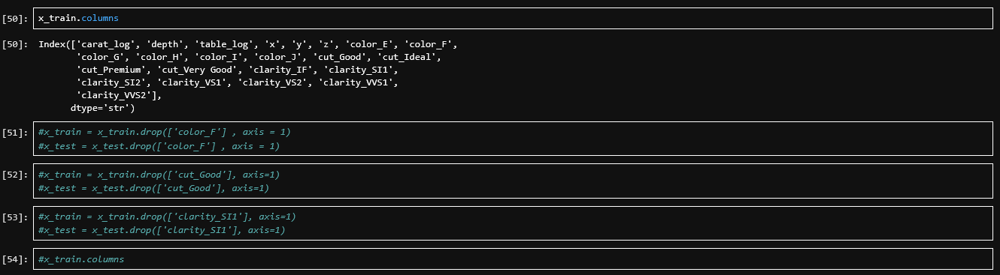 [50]: x_train.columns
[50]: Index(['carat_log', 'depth', 'table_log', 'x', 'y', 'z', 'color_E', 'color_F',
'color_G', 'color_H', 'color_I', 'color_J', 'cut_Good', 'cut_Ideal',
'cut_Premium', 'cut_Very Good', 'clarity_IF', 'clarity_SI1',
'clarity_SI2', 'clarity_VS1', 'clarity_VS2', 'clarity_VVS1',
'clarity_VVS2'],
dtype='str')
[51]: #x_train = x_train.drop(['color_F'] , axis = 1)
#x_test = x_test.drop(['color_F'] , axis = 1)
[52]: #x_train = x_train.drop(['cut_Good'], axis=1)
#x_test = x_test.drop(['cut_Good'], axis=1)
[53]: #x_train = x_train.drop(['clarity_SI1'], axis=1)
#x_test = x_test.drop(['clarity_SI1'], axis=1)
[54]: #x_train.columns